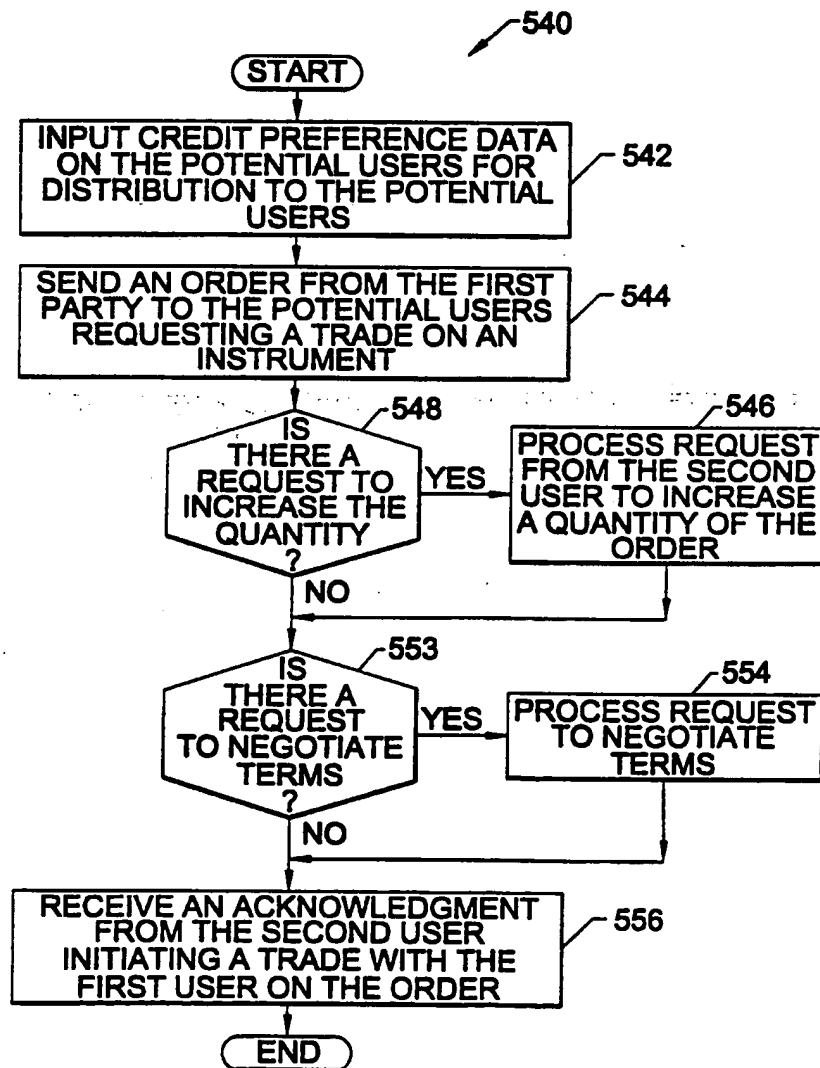 540
START
INPUT CREDIT PREFERENCE DATA
ON THE POTENTIAL USERS FOR
DISTRIBUTION TO THE POTENTIAL
USERS
542
SEND AN ORDER FROM THE FIRST
PARTY TO THE POTENTIAL USERS
REQUESTING A TRADE ON AN
INSTRUMENT
544
548
IS
THERE A
REQUEST TO
INCREASE THE
QUANTITY
?
YES
NO
546
PROCESS REQUEST
FROM THE SECOND
USER TO INCREASE
A QUANTITY OF THE
ORDER
553
IS
THERE A
REQUEST
TO NEGOTIATE
TERMS
?
YES
NO
554
PROCESS REQUEST
TO NEGOTIATE
TERMS
RECEIVE AN ACKNOWLEDGMENT
FROM THE SECOND USER
INITIATING A TRADE WITH THE
FIRST USER ON THE ORDER
556
END